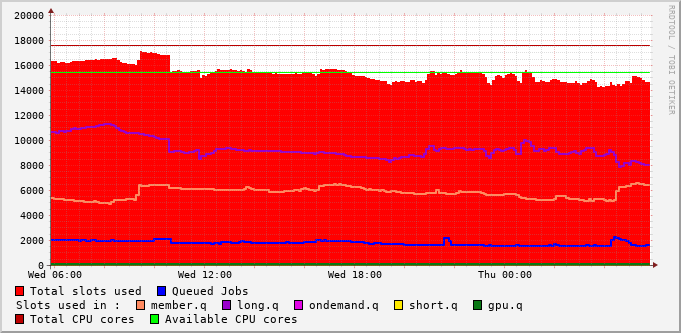 20000
18000
16000
14000
12000
10000
8000
6000
4000
2000
0
Wed 06:00 Wed 12:00 Wed 18:00 Thu 00:00
Total slots used Queued Jobs
Slots used in : member.q long.q ondemand.q short.q gpu.q
Total CPU cores Available CPU cores
RRDTOOL / TOBI OETIKER